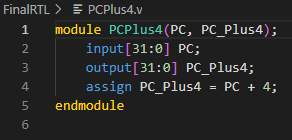 FinalRTL > PCPlus4.v
1 module PCPlus4(PC, PC_Plus4);
2 input[31:0] PC;
3 output[31:0] PC_Plus4;
4 assign PC_Plus4 = PC + 4;
5 endmodule
6